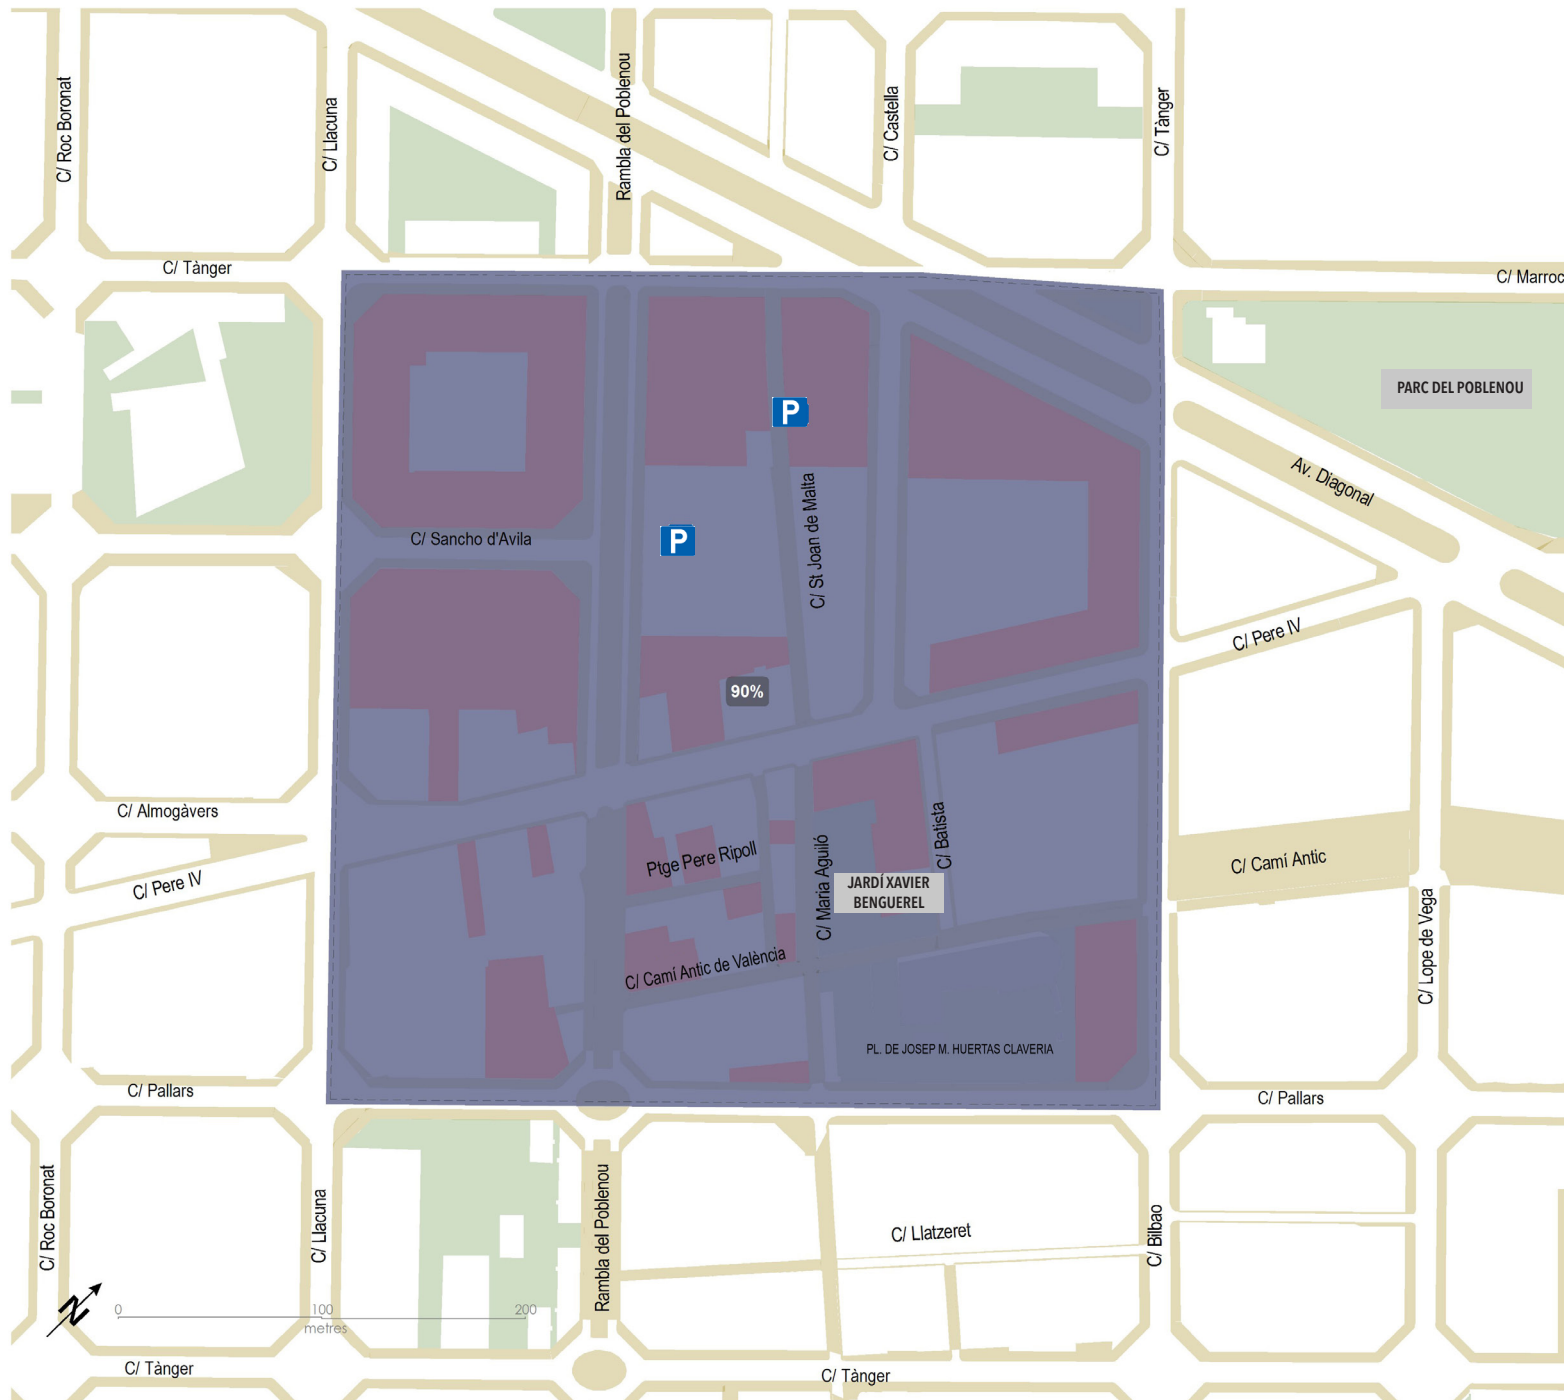 C/ Roc Boronat
C/ Llacuna
Rambla del Poblenou
C/ Castella
C/ Tànger
C/ Tànger
C/ Marroc
PARC DEL POBLENOU
P
Av. Diagonal
C/ Sancho d'Avila
P
C/ St Joan de Malta
C/ Pere IV
90%
C/ Almogàvers
Ptge Pere Ripoll
C/ Maria Aguiló
C/ Batista
C/ Camí Antic
C/ Pere IV
JARDÍ XAVIER
BENGUEREL
C/ Lope de Vega
C/ Camí Antic de València
PL. DE JOSEP M. HUERTAS CLAVERIA
C/ Pallars
C/ Pallars
C/ Roc Boronat
C/ Llacuna
Rambla del Poblenou
C/ Llatzeret
C/ Bilbao
N
0 100 200
metres
C/ Tànger
C/ Tànger